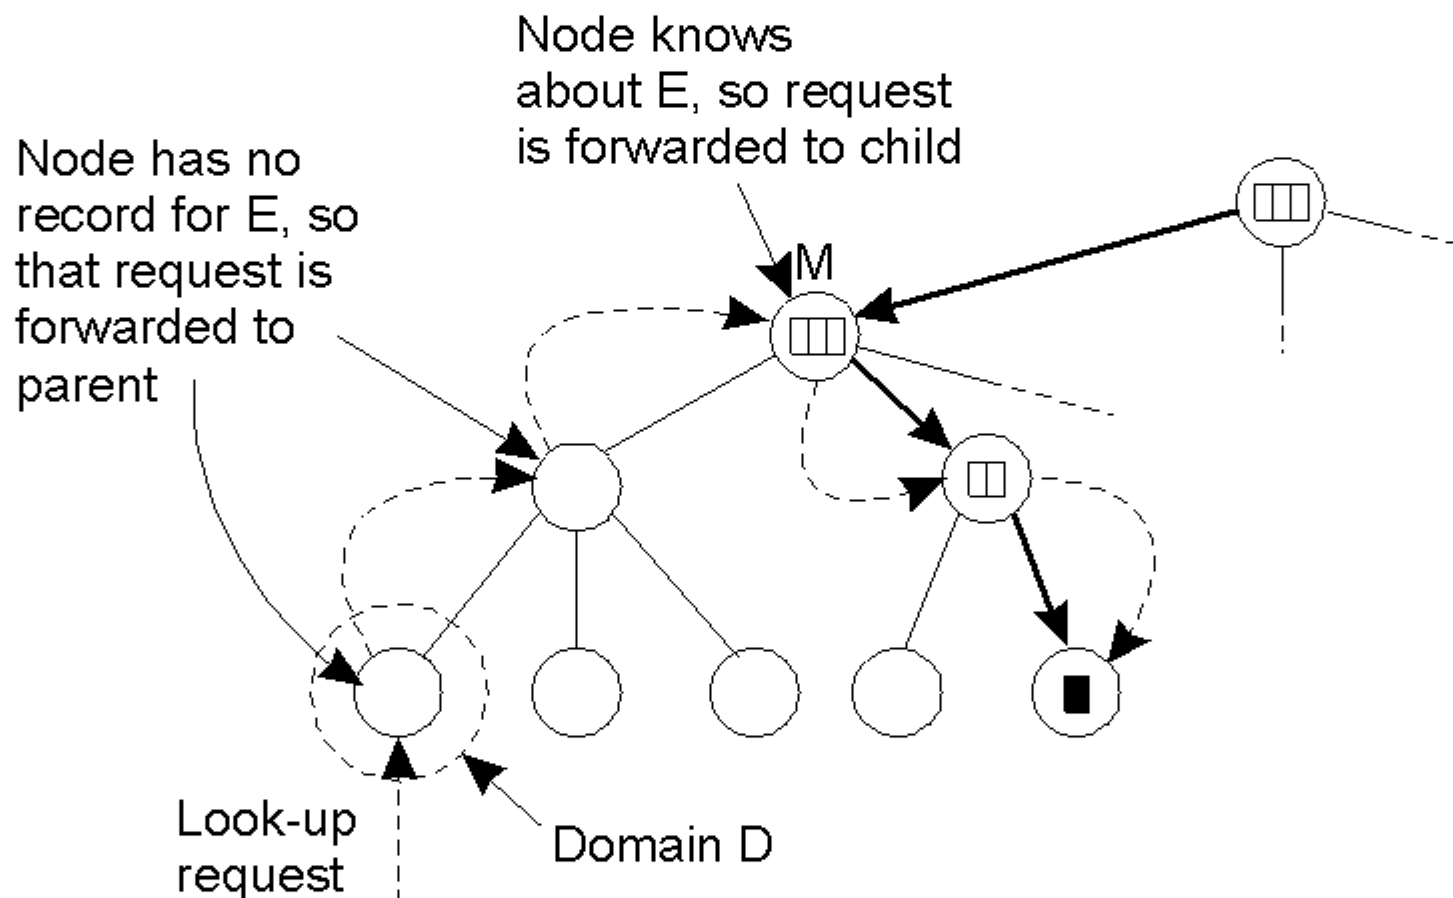 Node knows
about E, so request
is forwarded to child
Node has no
record for E, so
that request is
forwarded to
parent
M
Look-up
request
Domain D